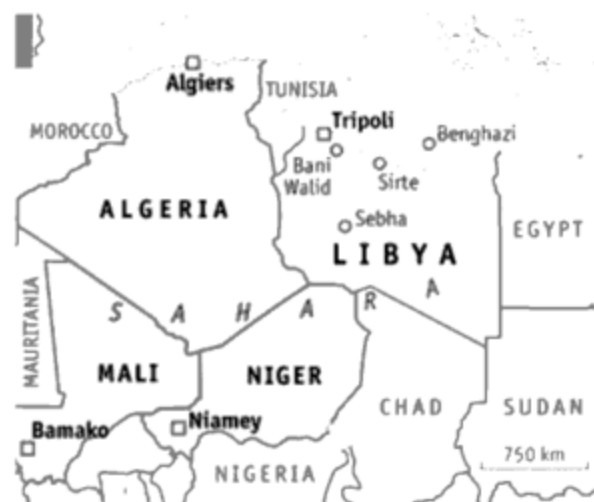 Algiers
TUNISIA
MOROCCO
Tripoli
Benghazi
Bani
Walid
Sirte
ALGERIA
Sebha
EGYPT
LIBYA
SAHARA
MAURITANIA
MALI
NIGER
CHAD
SUDAN
Bamako
Niamey
NIGERIA
750 km